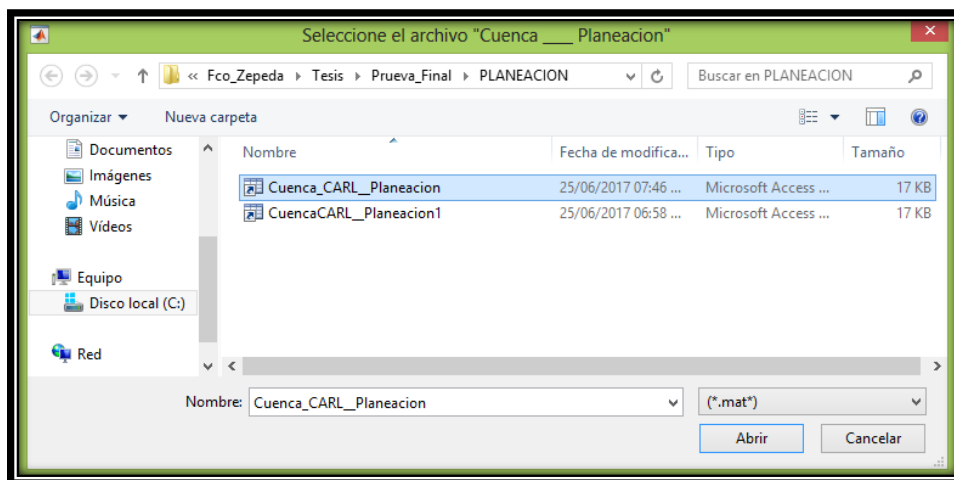 Seleccione el archivo "Cuenca ___ Planeacion"
« Fco_Zepeda Tesis Prueva_Final PLANEACION
Buscar en PLANEACION
Organizar Nueva carpeta
Documentos
Imágenes
Música
Vídeos
Equipo
Disco local (C:)
Red
Nombre Fecha de modifica... Tipo Tamaño
Cuenca_CARL__Planeacion 25/06/2017 07:46 ... Microsoft Access ... 17 KB
CuencaCARL__Planeacion1 25/06/2017 06:58 ... Microsoft Access ... 17 KB
Nombre: Cuenca_CARL__Planeacion (*.mat*)
Abrir Cancelar